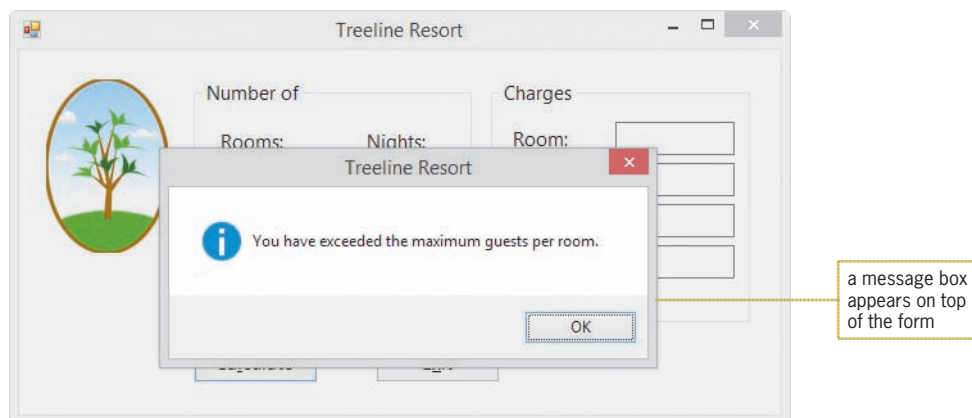 Treeline Resort
Number of
Charges
Rooms:
Nights:
Room:
Treeline Resort
You have exceeded the maximum guests per room.
OK
a message box
appears on top
of the form